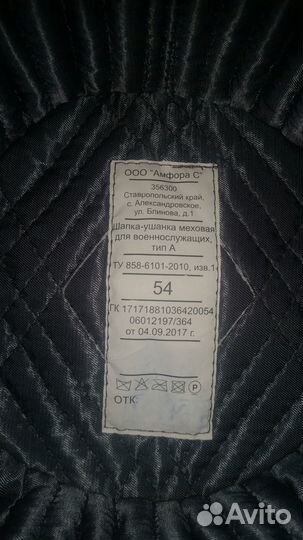 ООО "Амфора С"
356300
Ставропольский край,
с. Александровское,
ул. Блинова, д.1
Шапка-ушанка меховая
для военнослужащих,
тип А
ТУ 858-6101-2010, изв.1
54
ГК 17171881036420054
06012197/364
от 04.09.2017 г.
P
ОТК:
Avito